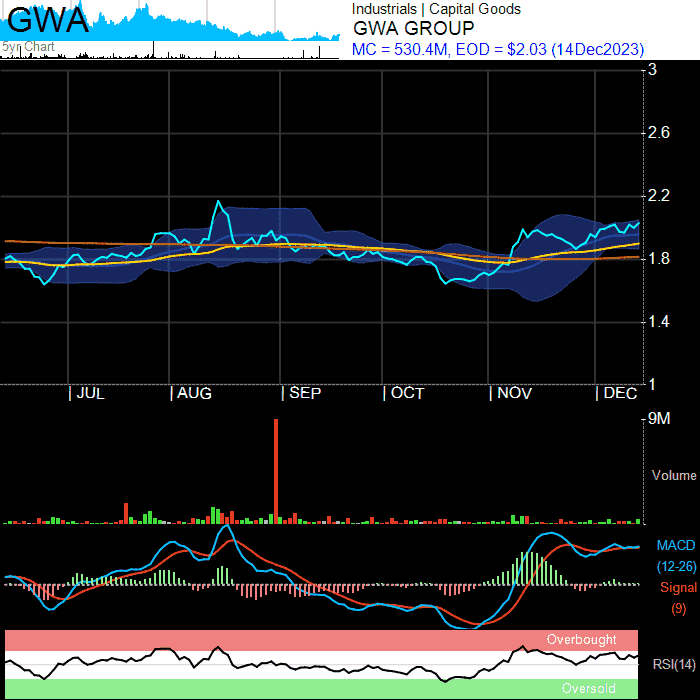 GWA
5yr Chart
Industrials | Capital Goods
GWA GROUP
MC = 530.4M, EOD = $2.03 (14Dec2023)
3
2.6
2.2
1.8
1.4
1
JUL AUG SEP OCT NOV DEC
9M
Volume
MACD
(12-26)
Signal
(9)
Overbought
RSI(14)
Oversold